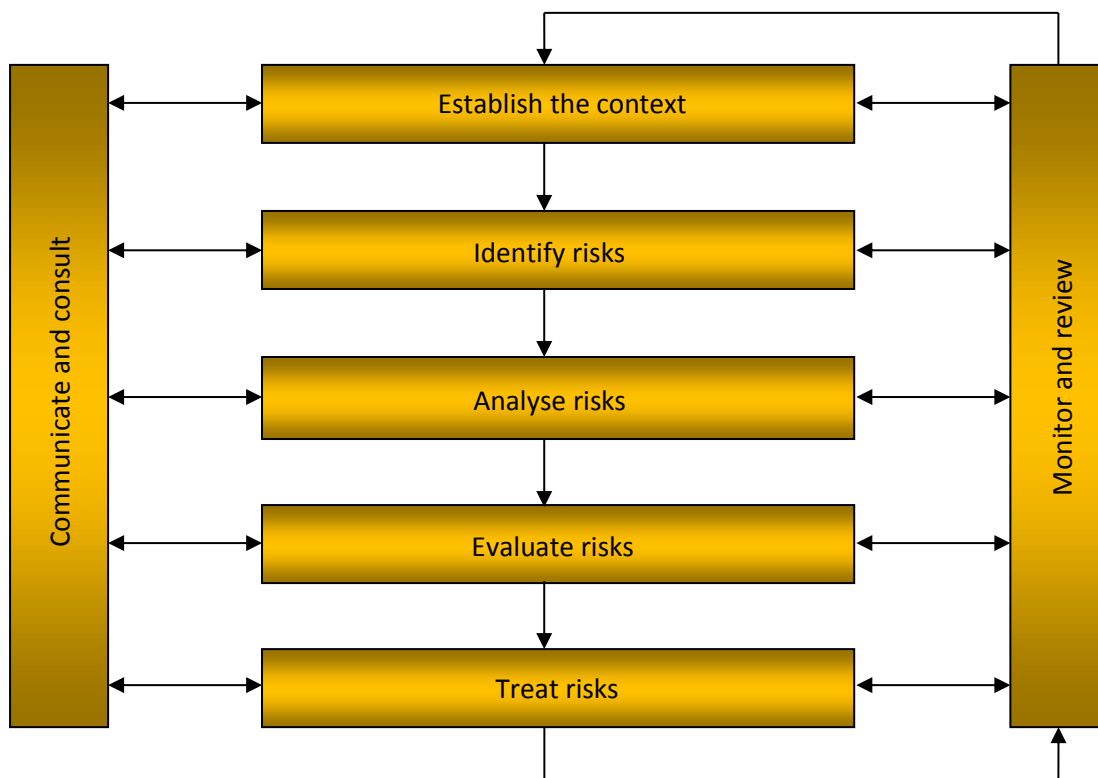 Establish the context
Identify risks
Analyse risks
Evaluate risks
Treat risks
Communicate and consult
Monitor and review